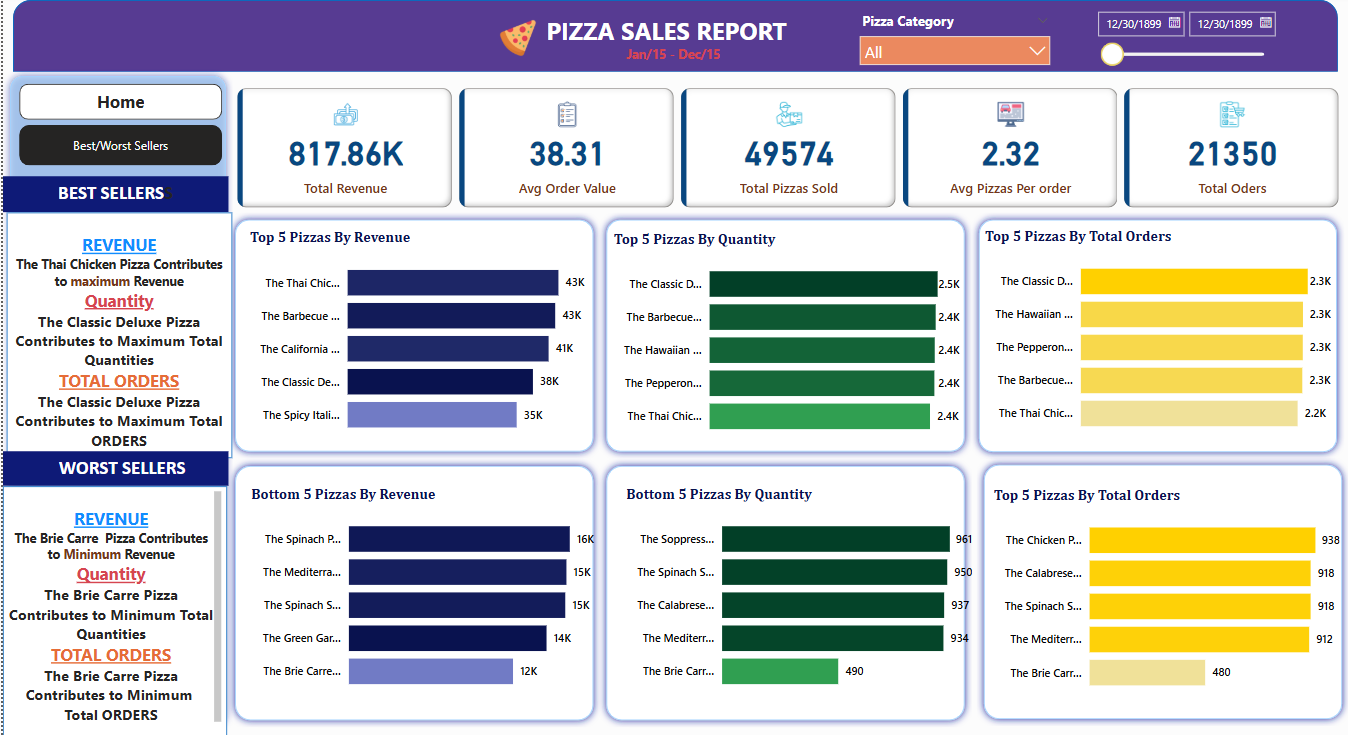 PIZZA SALES REPORT
Jan/15 - Dec/15
Pizza Category
All
12/30/1899
12/30/1899
Home
Best/Worst Sellers
817.86K
Total Revenue
38.31
Avg Order Value
49574
Total Pizzas Sold
2.32
Avg Pizzas Per order
21350
Total Oders
BEST SELLERS
REVENUE
The Thai Chicken Pizza Contributes
to maximum Revenue
Quantity
The Classic Deluxe Pizza
Contributes to Maximum Total
Quantities
TOTAL ORDERS
The Classic Deluxe Pizza
Contributes to Maximum Total
ORDERS
WORST SELLERS
REVENUE
The Brie Carre Pizza Contributes
to Minimum Revenue
Quantity
The Brie Carre Pizza
Contributes to Minimum Total
Quantities
TOTAL ORDERS
The Brie Carre Pizza
Contributes to Minimum
Total ORDERS
Top 5 Pizzas By Revenue
The Thai Chic... 43K
The Barbecue ... 43K
The California ... 41K
The Classic De... 38K
The Spicy Itali... 35K
Top 5 Pizzas By Quantity
The Classic D... 2.5K
The Barbecue... 2.4K
The Hawaiian ... 2.4K
The Pepperon... 2.4K
The Thai Chic... 2.4K
Top 5 Pizzas By Total Orders
The Classic D... 2.3K
The Hawaiian ... 2.3K
The Pepperon... 2.3K
The Barbecue... 2.3K
The Thai Chic... 2.2K
Bottom 5 Pizzas By Revenue
The Spinach P... 16K
The Mediterra... 15K
The Spinach S... 15K
The Green Gar... 14K
The Brie Carre... 12K
Bottom 5 Pizzas By Quantity
The Soppress... 961
The Spinach S... 950
The Calabrese... 937
The Mediterr... 934
The Brie Carr... 490
Top 5 Pizzas By Total Orders
The Chicken P... 938
The Calabrese... 918
The Spinach S... 918
The Mediterr... 912
The Brie Carr... 480